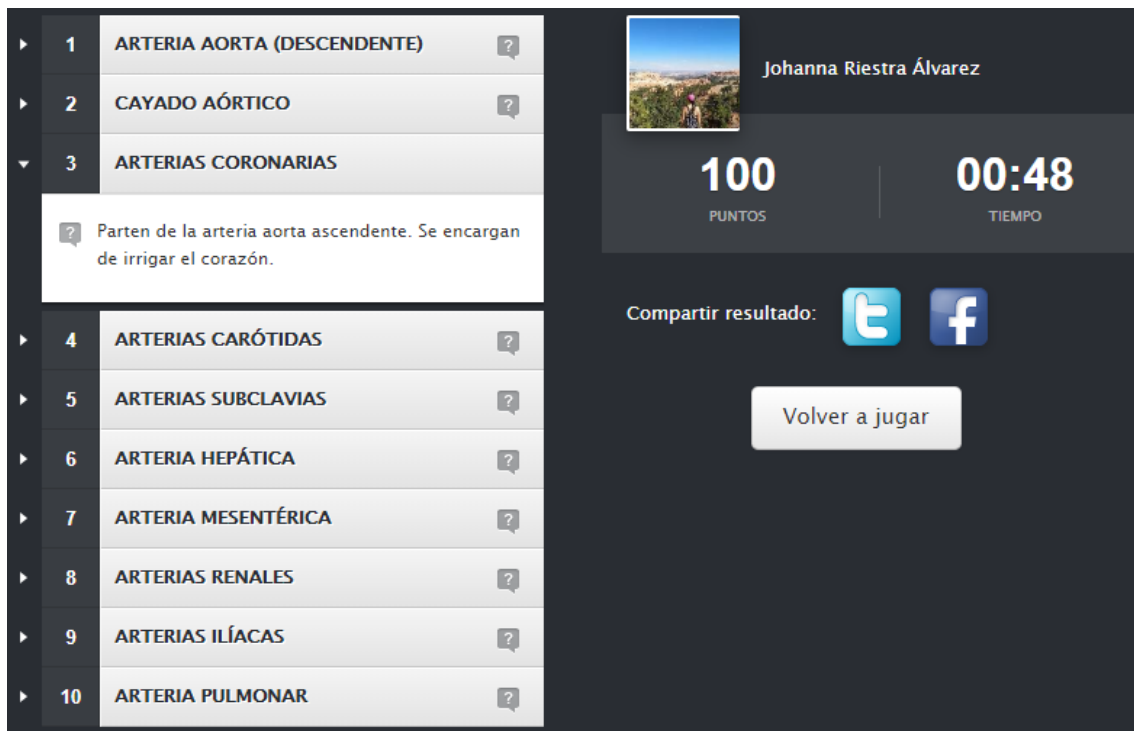 1 ARTERIA AORTA (DESCENDENTE)
2 CAYADO AÓRTICO
3 ARTERIAS CORONARIAS
Parten de la arteria aorta ascendente. Se encargan
de irrigar el corazón.
4 ARTERIAS CARÓTIDAS
5 ARTERIAS SUBCLAVIAS
6 ARTERIA HEPÁTICA
7 ARTERIA MESENTÉRICA
8 ARTERIAS RENALES
9 ARTERIAS ILÍACAS
10 ARTERIA PULMONAR
Johanna Riestra Álvarez
100 00:48
PUNTOS TIEMPO
Compartir resultado:
Volver a jugar